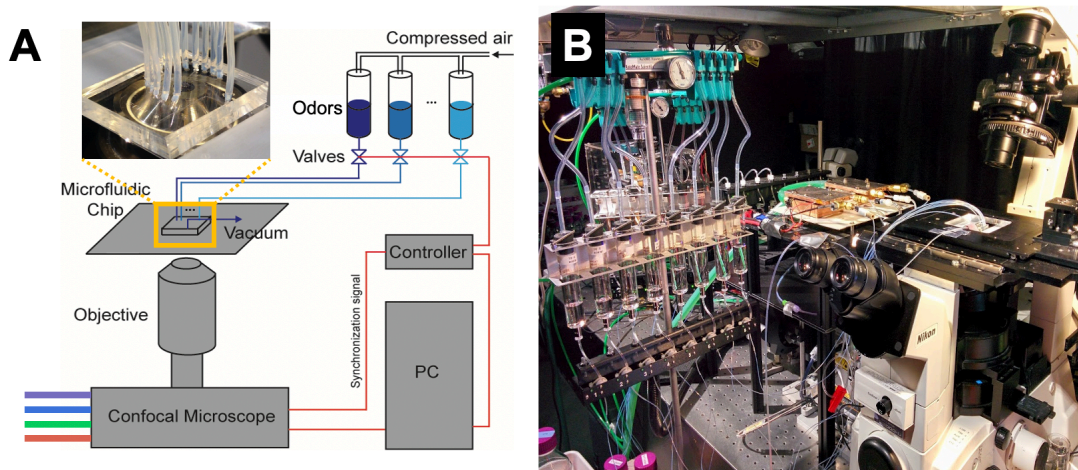 A
Compressed air
Odors
...
Valves
Microfluidic
Chip
...
Vacuum
Controller
Synchronization signal
Objective
PC
Confocal Microscope
B
Nikon